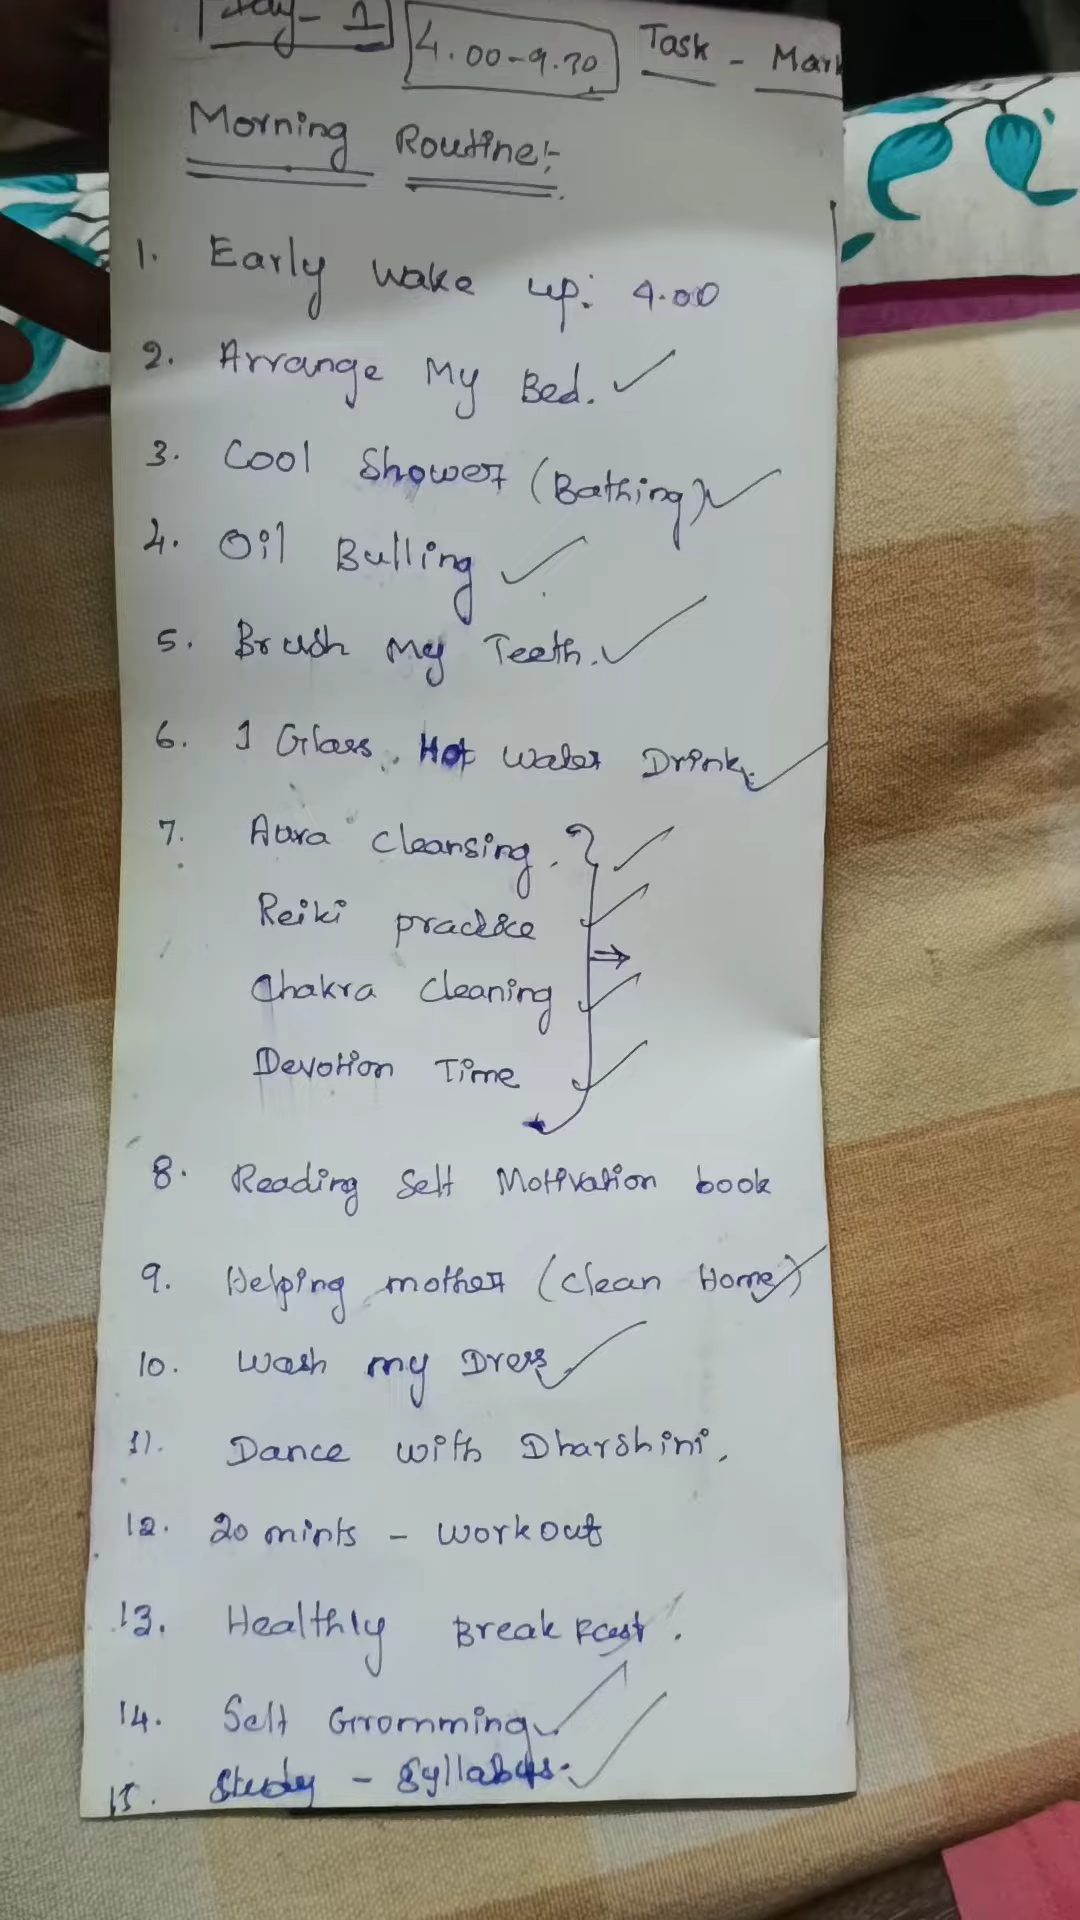 Day - 1 4.00-9.30 Task - Mark
Morning Routine:-
1. Early wake up: 4.00
2. Arrange My Bed. ✓
3. Cool Shower (Bathing) ✓
4. Oil Bulling ✓
5. Brush My Teeth. ✓
6. 1 Glass Hot Water Drink. ✓
7. Aura Cleansing. ✓
Reiki practice ✓
⇒
Chakra Cleaning ✓
Devotion Time ✓
8. Reading Self Motivation book
9. Helping mother (Clean Home) ✓
10. Wash my Dress ✓
11. Dance with Dharshini.
12. 20 mints - workout
13. Healthly Break Fast.
14. Self Gromming ✓
15. Study - Syllabus. ✓